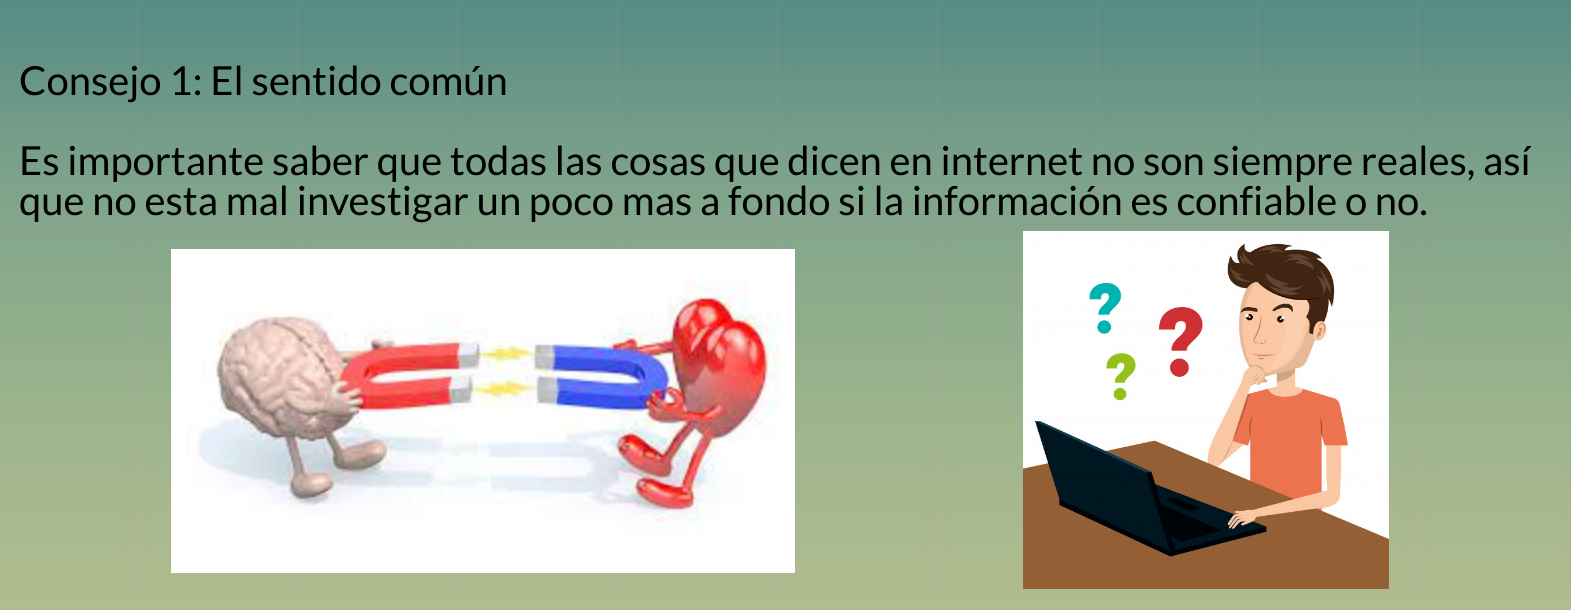 Consejo 1: El sentido común
Es importante saber que todas las cosas que dicen en internet no son siempre reales, así
que no esta mal investigar un poco mas a fondo si la información es confiable o no.
? ? ?